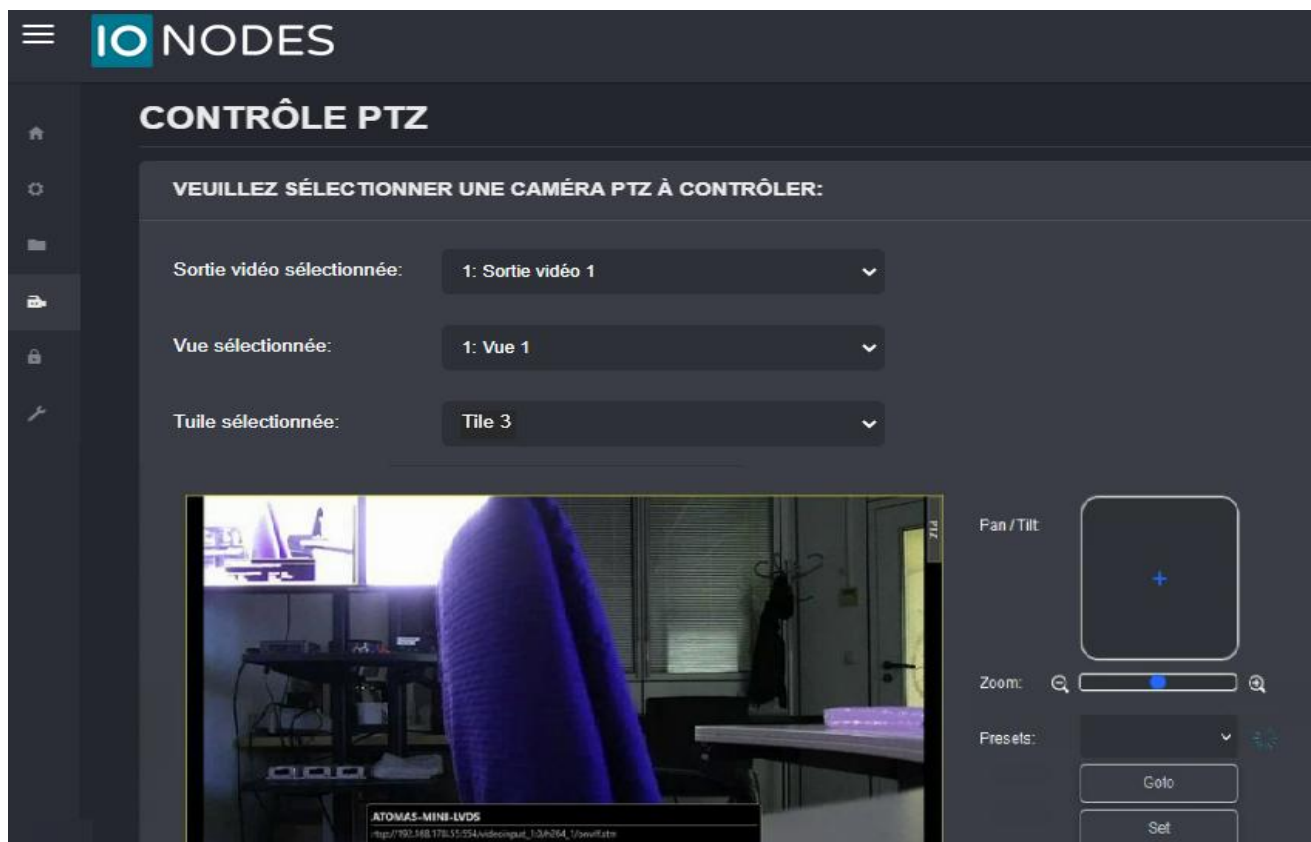 IO NODES
CONTRÔLE PTZ
VEUILLEZ SÉLECTIONNER UNE CAMÉRA PTZ À CONTRÔLER:
Sortie vidéo sélectionnée: 1: Sortie vidéo 1
Vue sélectionnée: 1: Vue 1
Tuile sélectionnée: Tile 3
PTZ
Pan / Tilt:
Zoom:
Presets:
Goto
Set
ATOMAS-MINI-LVDS